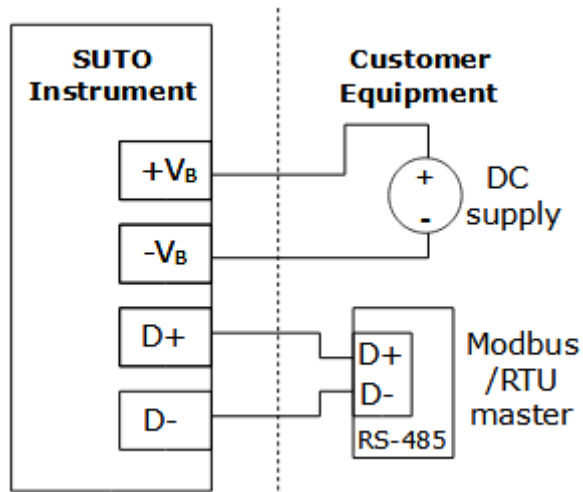 SUTO
Instrument
Customer
Equipment
+VB
-VB
D+
D-
+
-
DC
supply
D+
D-
RS-485
Modbus
/RTU
master